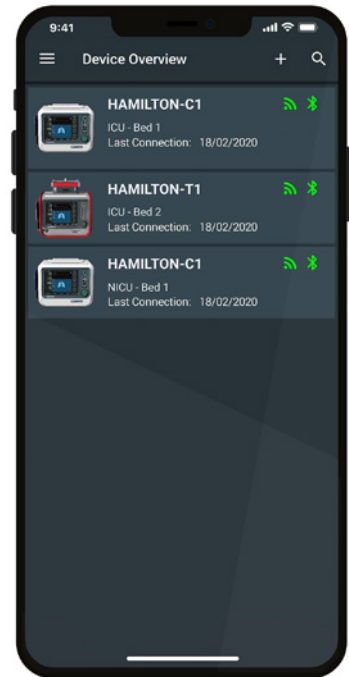 9:41
Device Overview
HAMILTON-C1
ICU - Bed 1
Last Connection: 18/02/2020
HAMILTON-T1
ICU - Bed 2
Last Connection: 18/02/2020
HAMILTON-C1
NICU - Bed 1
Last Connection: 18/02/2020